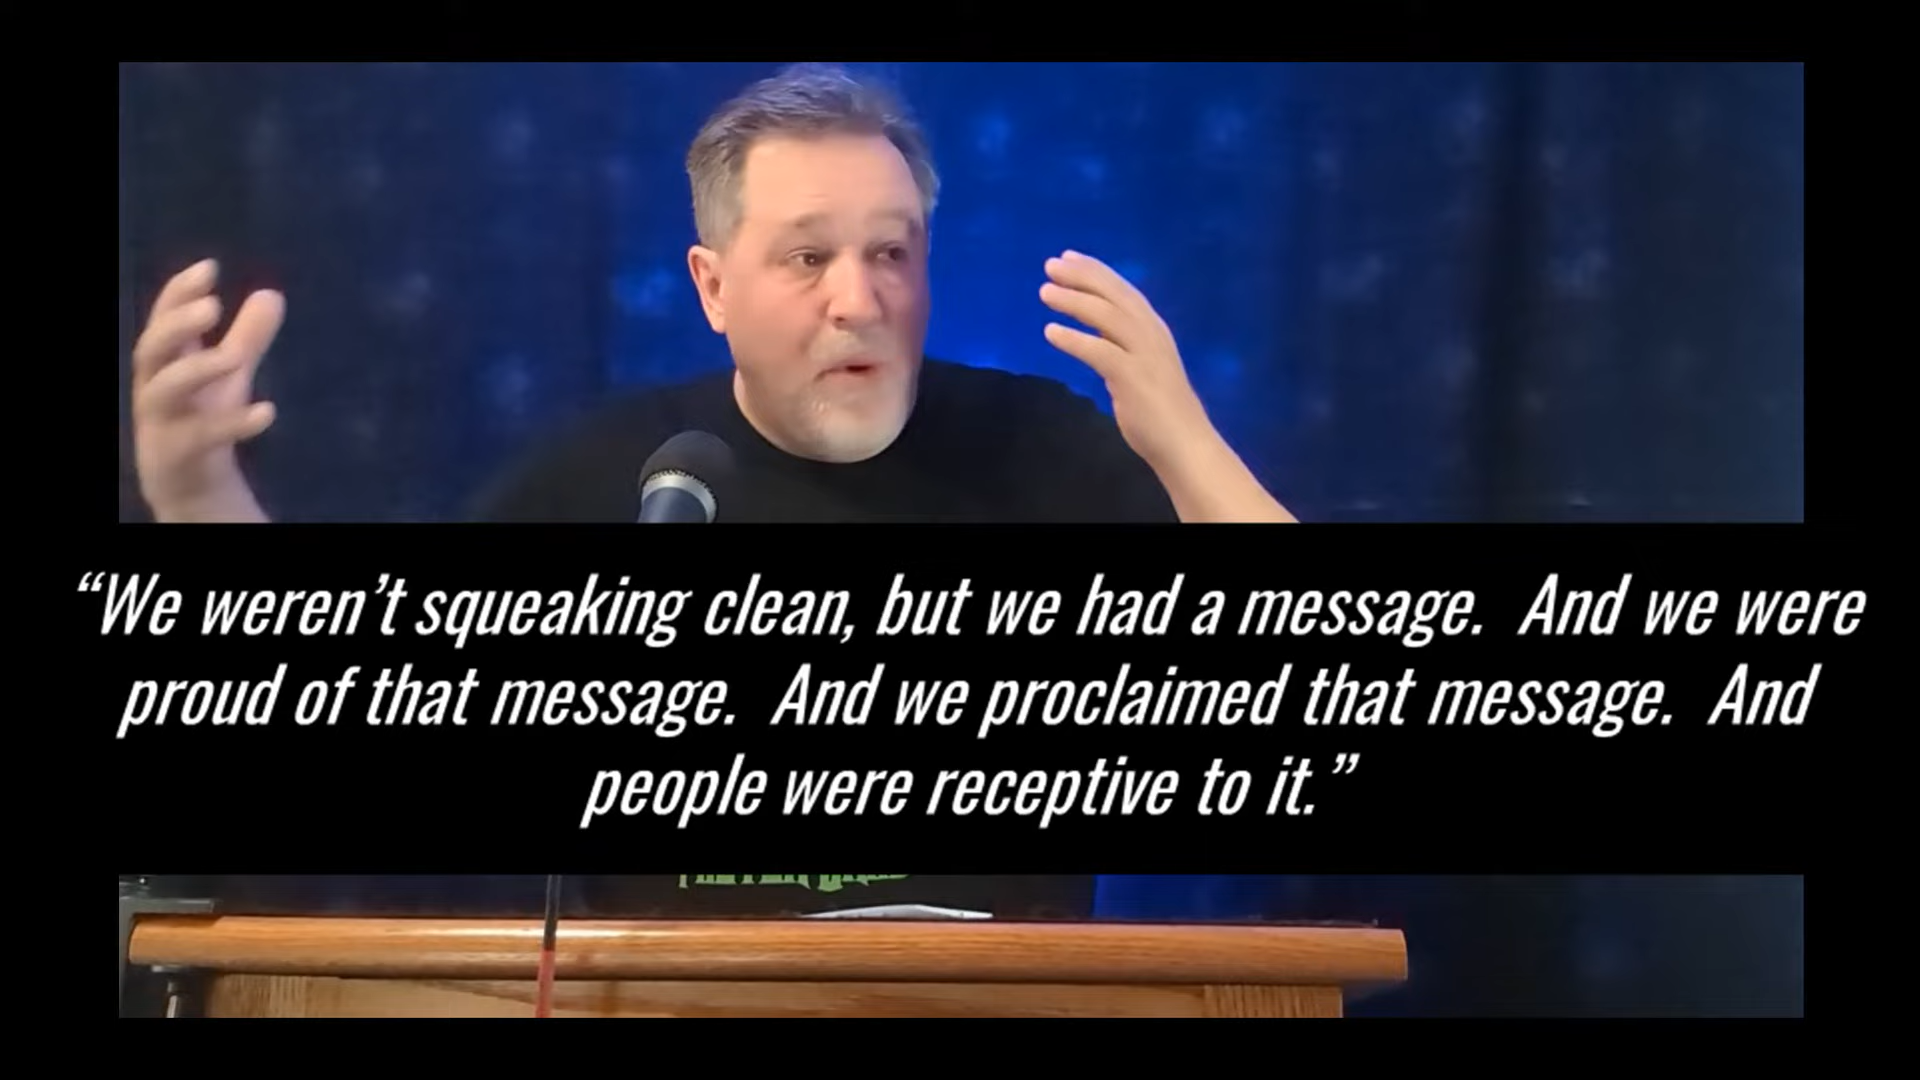 “We weren’t squeaking clean, but we had a message. And we were
proud of that message. And we proclaimed that message. And
people were receptive to it.”